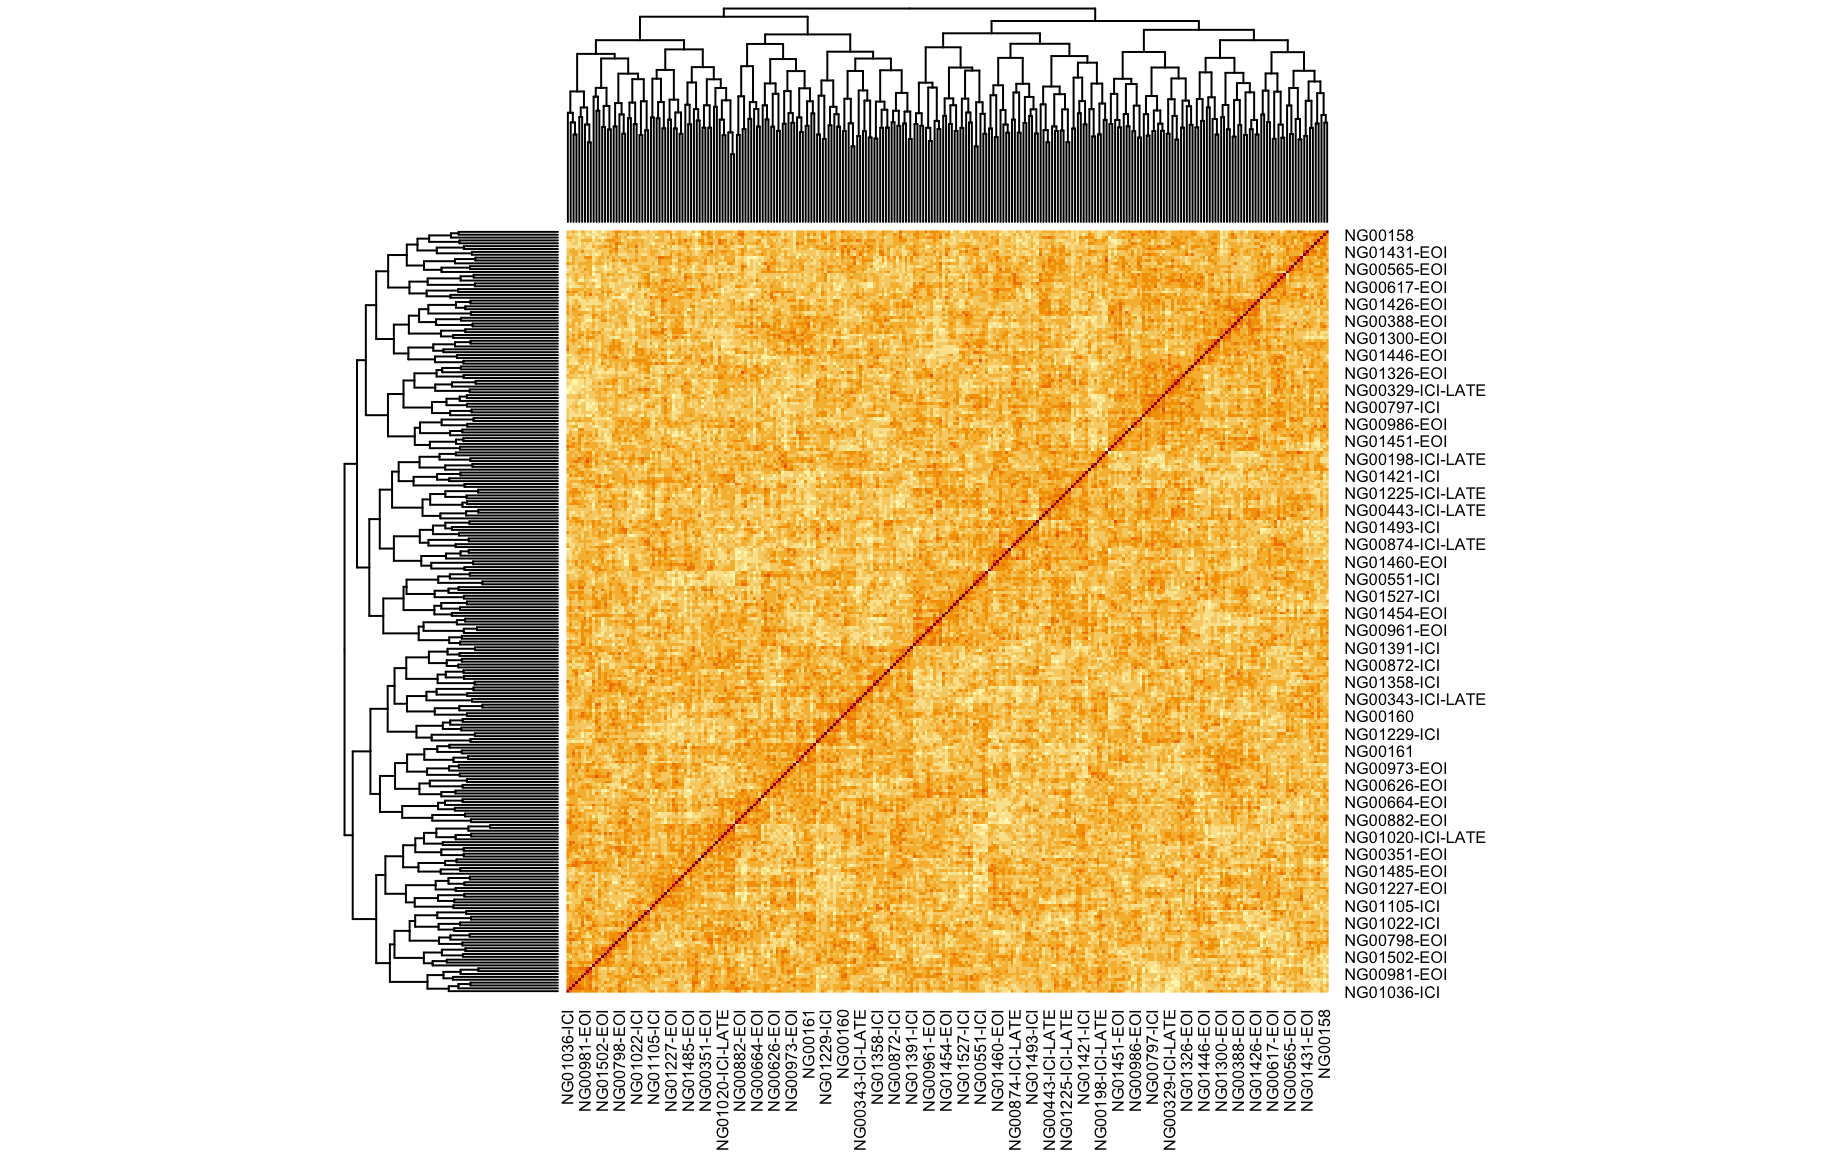 NG00158
NG01431-EOI
NG00565-EOI
NG00617-EOI
NG01426-EOI
NG00388-EOI
NG01300-EOI
NG01446-EOI
NG01326-EOI
NG00329-ICI-LATE
NG00797-ICI
NG00986-EOI
NG01451-EOI
NG00198-ICI-LATE
NG01421-ICI
NG01225-ICI-LATE
NG00443-ICI-LATE
NG01493-ICI
NG00874-ICI-LATE
NG01460-EOI
NG00551-ICI
NG01527-ICI
NG01454-EOI
NG00961-EOI
NG01391-ICI
NG00872-ICI
NG01358-ICI
NG00343-ICI-LATE
NG00160
NG01229-ICI
NG00161
NG00973-EOI
NG00626-EOI
NG00664-EOI
NG00882-EOI
NG01020-ICI-LATE
NG00351-EOI
NG01485-EOI
NG01227-EOI
NG01105-ICI
NG01022-ICI
NG00798-EOI
NG01502-EOI
NG00981-EOI
NG01036-ICI
NG01036-ICI
NG00981-EOI
NG01502-EOI
NG00798-EOI
NG01022-ICI
NG01105-ICI
NG01227-EOI
NG01485-EOI
NG00351-EOI
NG01020-ICI-LATE
NG00882-EOI
NG00664-EOI
NG00626-EOI
NG00973-EOI
NG00161
NG01229-ICI
NG00160
NG00343-ICI-LATE
NG01358-ICI
NG00872-ICI
NG01391-ICI
NG00961-EOI
NG01454-EOI
NG01527-ICI
NG00551-ICI
NG01460-EOI
NG00874-ICI-LATE
NG01493-ICI
NG00443-ICI-LATE
NG01225-ICI-LATE
NG01421-ICI
NG00198-ICI-LATE
NG01451-EOI
NG00986-EOI
NG00797-ICI
NG00329-ICI-LATE
NG01326-EOI
NG01446-EOI
NG01300-EOI
NG00388-EOI
NG01426-EOI
NG00617-EOI
NG00565-EOI
NG01431-EOI
NG00158